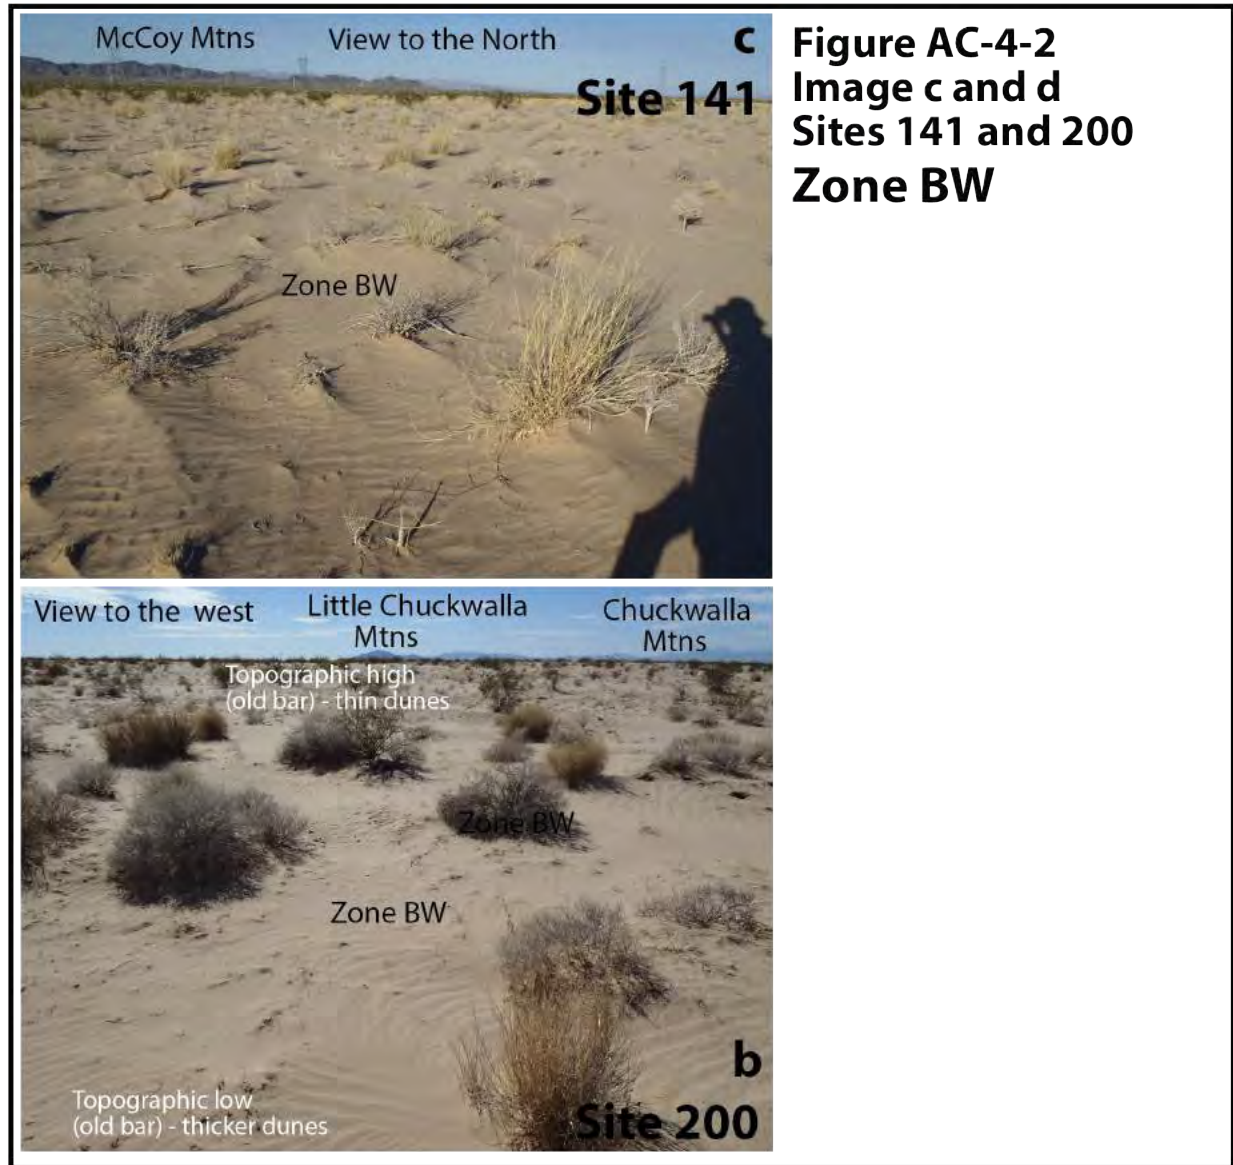 McCoy Mtns View to the North c
Site 141
Zone BW
Figure AC-4-2
Image c and d
Sites 141 and 200
Zone BW
View to the west Little Chuckwalla Mtns Chuckwalla Mtns
Topographic high
(old bar) - thin dunes
Zone BW
Zone BW
b
Topographic low
(old bar) - thicker dunes
Site 200